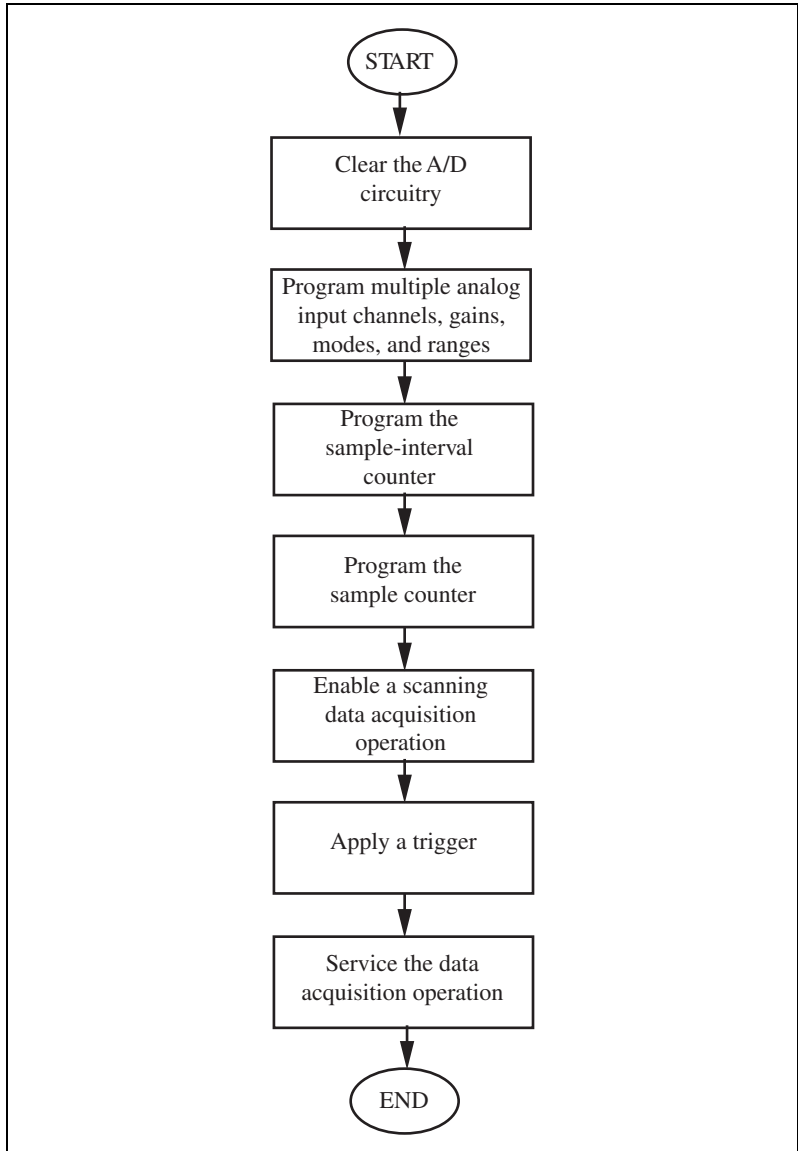 START
Clear the A/D
circuitry
Program multiple analog
input channels, gains,
modes, and ranges
Program the
sample-interval
counter
Program the
sample counter
Enable a scanning
data acquisition
operation
Apply a trigger
Service the data
acquisition operation
END